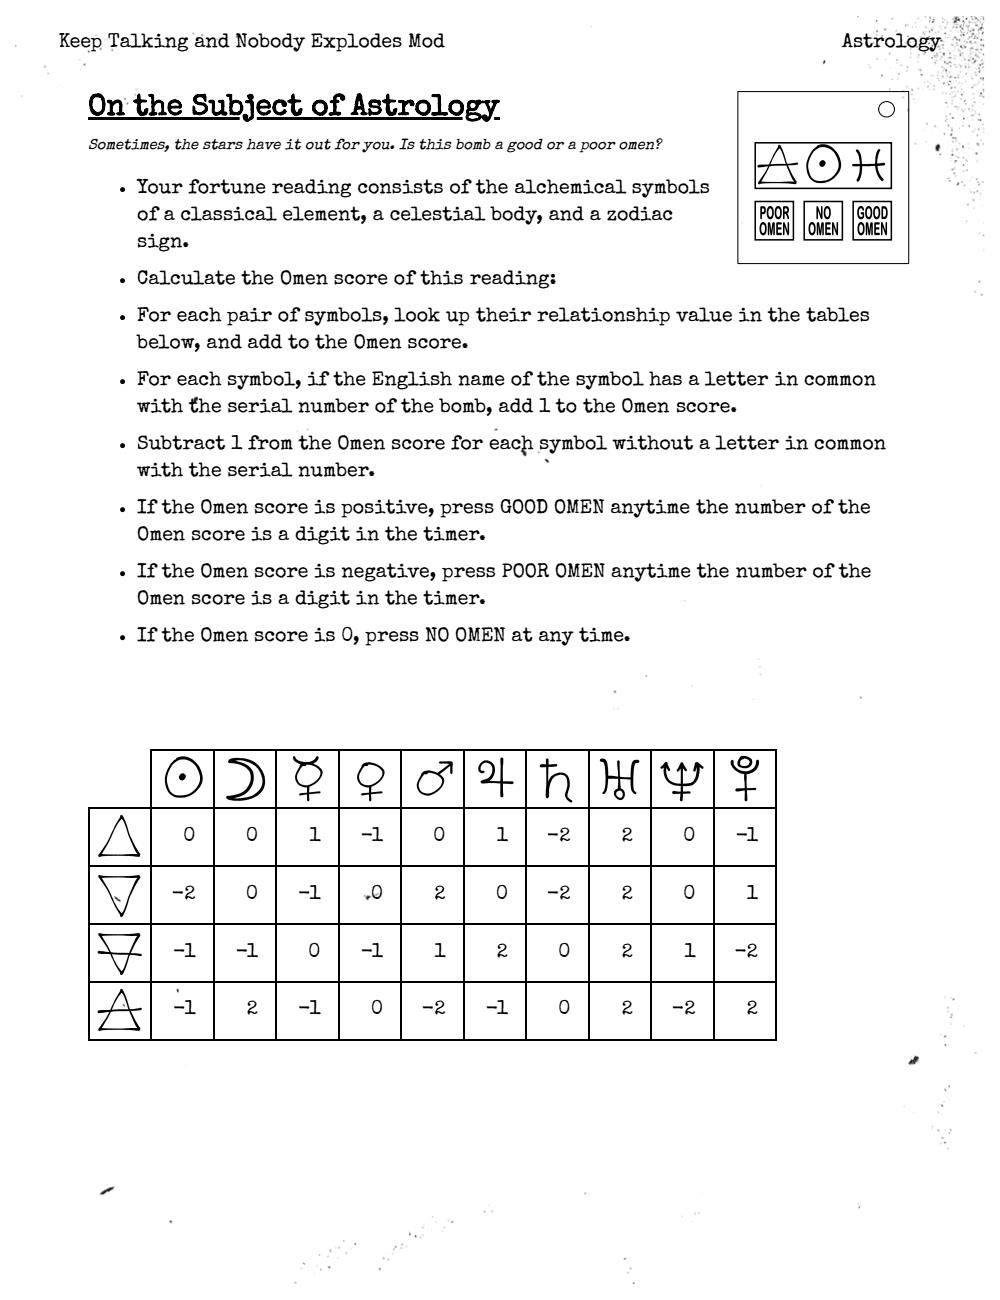 Keep Talking and Nobody Explodes Mod Astrology
On the Subject of Astrology
Sometimes, the stars have it out for you. Is this bomb a good or a poor omen?
POOR OMEN NO OMEN GOOD OMEN
• Your fortune reading consists of the alchemical symbols
of a classical element, a celestial body, and a zodiac
sign.
• Calculate the Omen score of this reading:
• For each pair of symbols, look up their relationship value in the tables
below, and add to the Omen score.
• For each symbol, if the English name of the symbol has a letter in common
with the serial number of the bomb, add 1 to the Omen score.
• Subtract 1 from the Omen score for each symbol without a letter in common
with the serial number.
• If the Omen score is positive, press GOOD OMEN anytime the number of the
Omen score is a digit in the timer.
• If the Omen score is negative, press POOR OMEN anytime the number of the
Omen score is a digit in the timer.
• If the Omen score is 0, press NO OMEN at any time.
0 0 1 -1 0 1 -2 2 0 -1
-2 0 -1 0 2 0 -2 2 0 1
-1 -1 0 -1 1 2 0 2 1 -2
-1 2 -1 0 -2 -1 0 2 -2 2